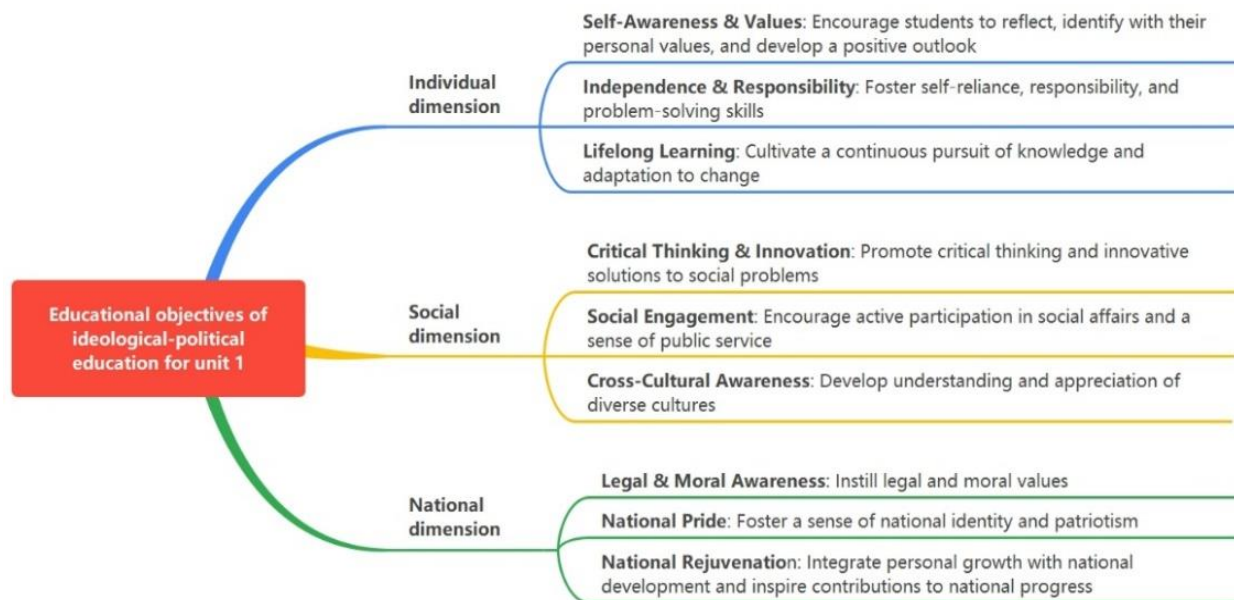 Self-Awareness & Values: Encourage students to reflect, identify with their
personal values, and develop a positive outlook
Individual
dimension
Independence & Responsibility: Foster self-reliance, responsibility, and
problem-solving skills
Lifelong Learning: Cultivate a continuous pursuit of knowledge and
adaptation to change
Educational objectives of
ideological-political
education for unit 1
Critical Thinking & Innovation: Promote critical thinking and innovative
solutions to social problems
Social
dimension
Social Engagement: Encourage active participation in social affairs and a
sense of public service
Cross-Cultural Awareness: Develop understanding and appreciation of
diverse cultures
Legal & Moral Awareness: Instill legal and moral values
National
dimension
National Pride: Foster a sense of national identity and patriotism
National Rejuvenation: Integrate personal growth with national
development and inspire contributions to national progress